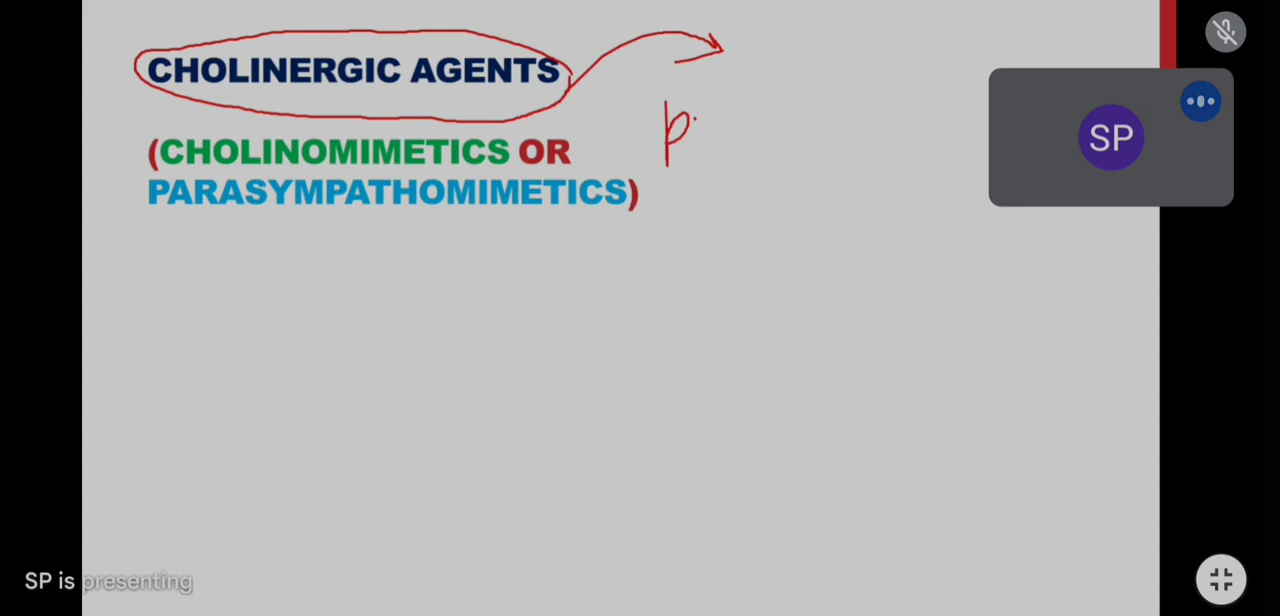 CHOLINERGIC AGENTS
(CHOLINOMIMETICS OR
PARASYMPATHOMIMETICS)
p
SP
SP is presenting